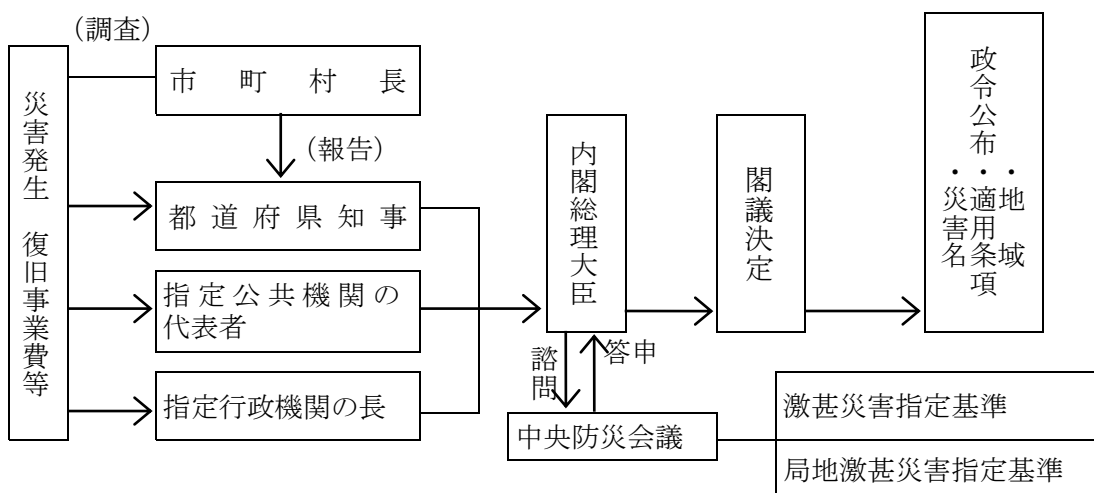 (調査)
災害発生　復旧事業費等
市町村長
(報告)
都道府県知事
指定公共機関の
代表者
指定行政機関の長
内閣総理大臣
諮問
答申
中央防災会議
閣議決定
政令公布
・地域
・適用条項
・災害名
激甚災害指定基準
局地激甚災害指定基準